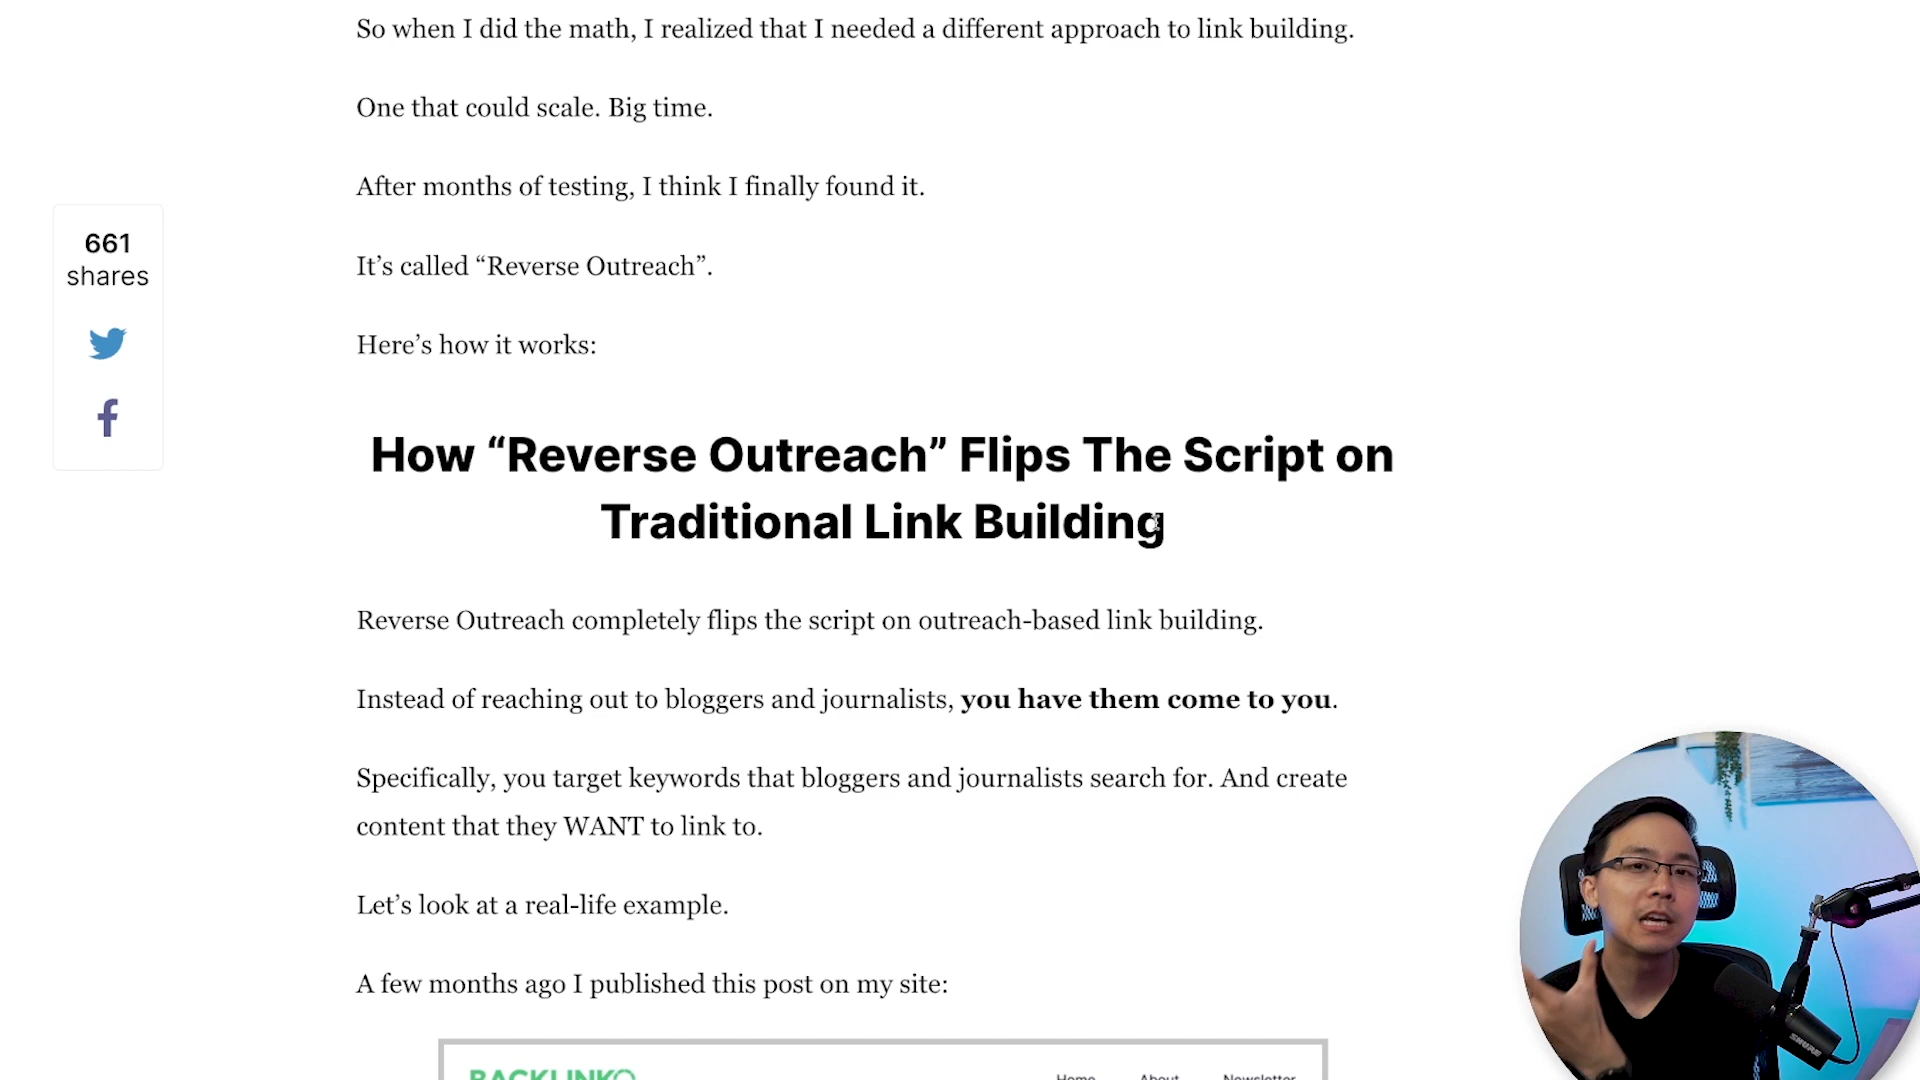 So when I did the math, I realized that I needed a different approach to link building.
One that could scale. Big time.
After months of testing, I think I finally found it.
661
shares
It’s called “Reverse Outreach”.
Here’s how it works:
How “Reverse Outreach” Flips The Script on
Traditional Link Building
Reverse Outreach completely flips the script on outreach-based link building.
Instead of reaching out to bloggers and journalists, you have them come to you.
Specifically, you target keywords that bloggers and journalists search for. And create
content that they WANT to link to.
Let’s look at a real-life example.
A few months ago I published this post on my site:
SHURE
BACKLINKO
Home About Newsletter